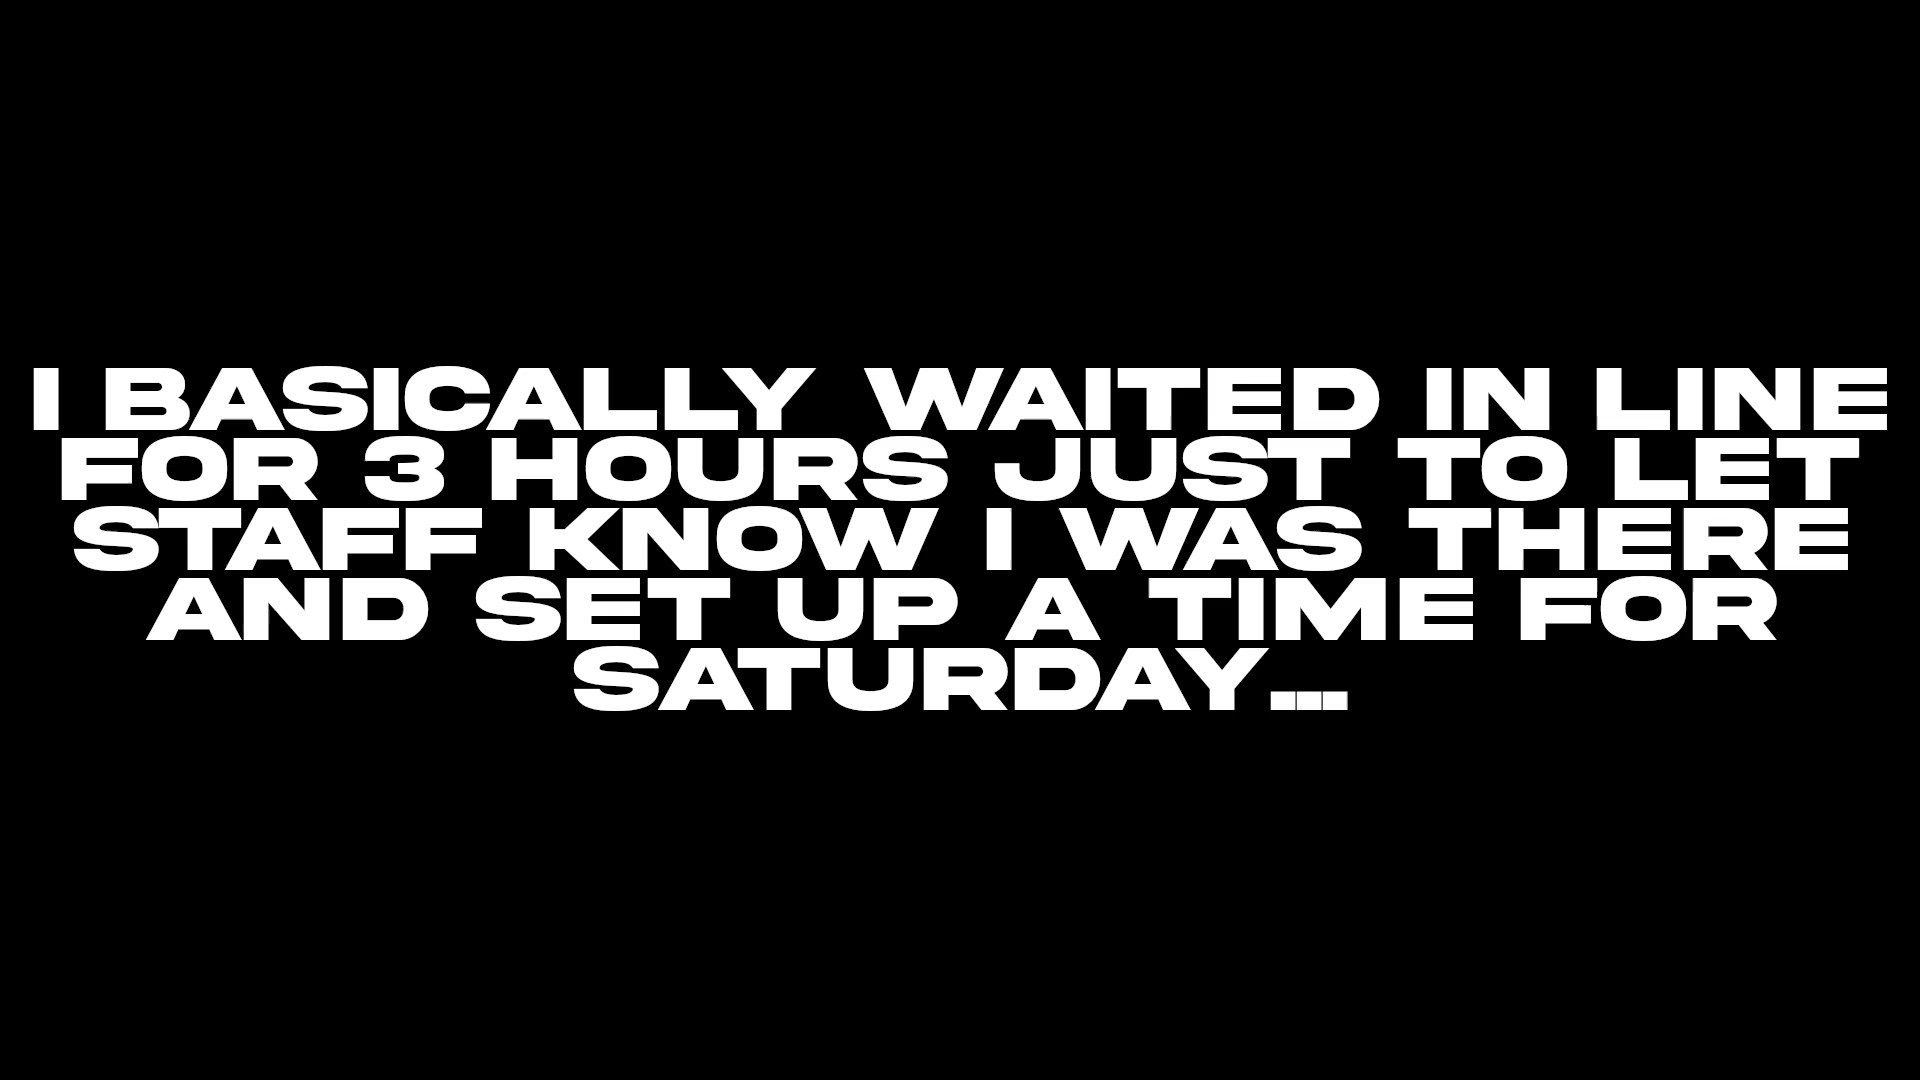 I BASICALLY WAITED IN LINE
FOR 3 HOURS JUST TO LET
STAFF KNOW I WAS THERE
AND SET UP A TIME FOR
SATURDAY...